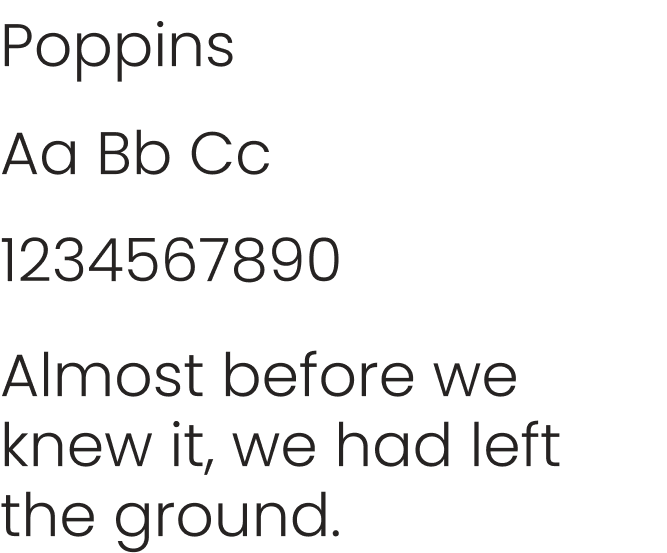 Poppins
Aa Bb Cc
1234567890
Almost before we
knew it, we had left
the ground.